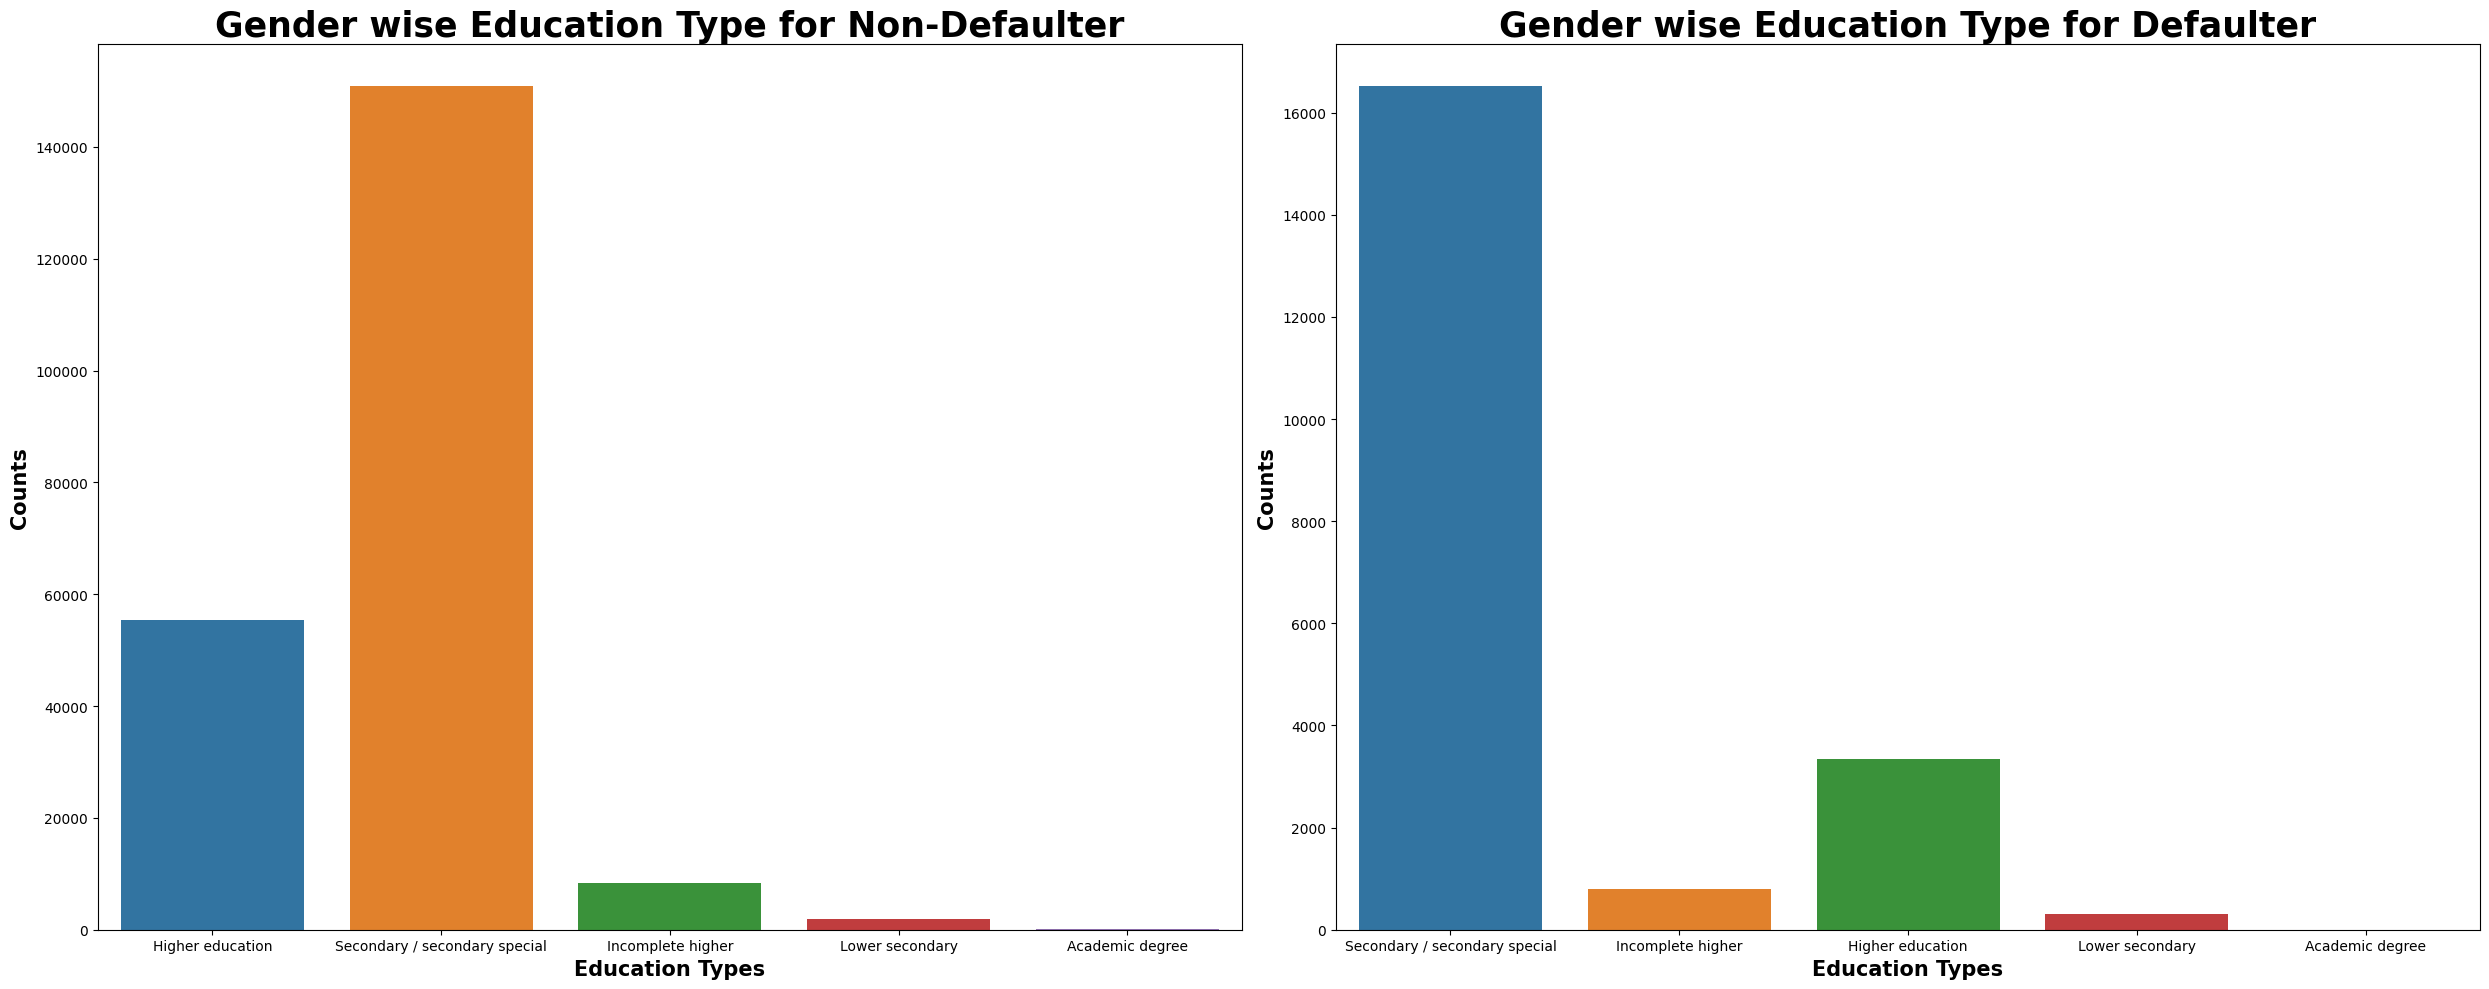 Gender wise Education Type for Non-Defaulter
140000
120000
100000
80000
60000
40000
20000
0
Counts
Higher education
Secondary / secondary special
Incomplete higher
Lower secondary
Academic degree
Education Types
Gender wise Education Type for Defaulter
16000
14000
12000
10000
8000
6000
4000
2000
0
Counts
Secondary / secondary special
Incomplete higher
Higher education
Lower secondary
Academic degree
Education Types